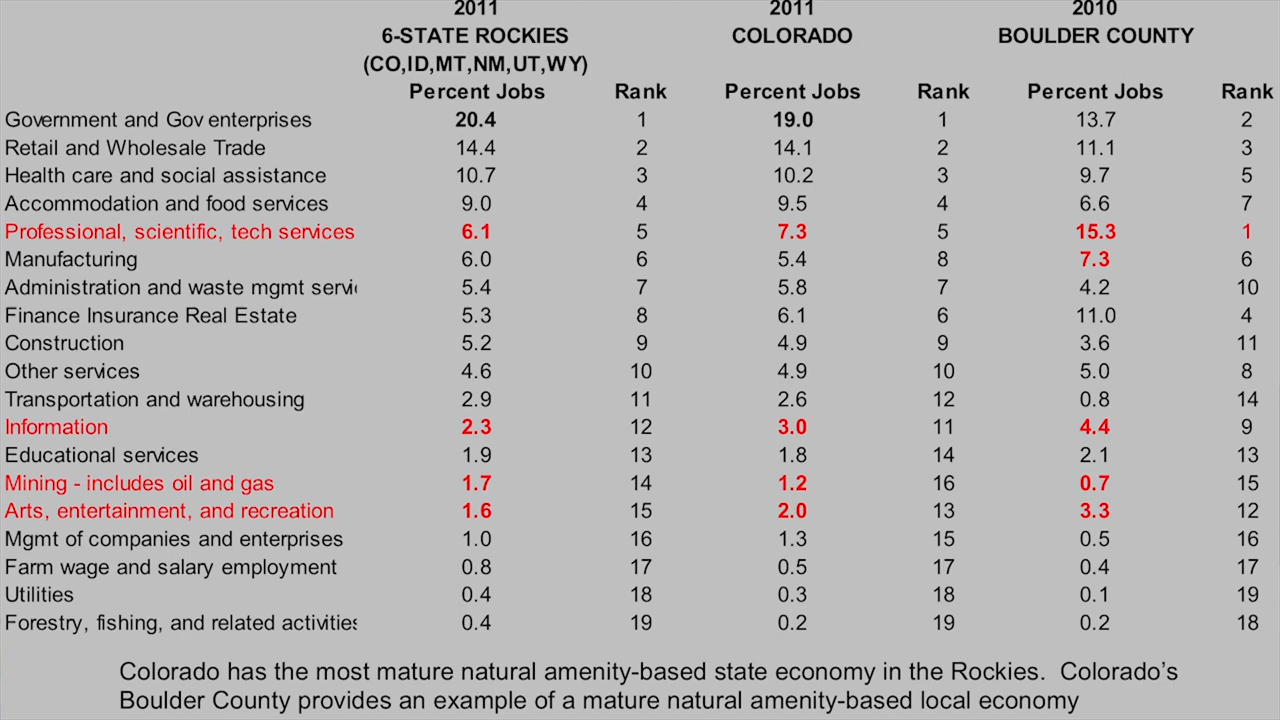 2011 2011 2010
6-STATE ROCKIES COLORADO BOULDER COUNTY
(CO,ID,MT,NM,UT,WY)
Percent Jobs Rank Percent Jobs Rank Percent Jobs Rank
Government and Gov enterprises 20.4 1 19.0 1 13.7 2
Retail and Wholesale Trade 14.4 2 14.1 2 11.1 3
Health care and social assistance 10.7 3 10.2 3 9.7 5
Accommodation and food services 9.0 4 9.5 4 6.6 7
Professional, scientific, tech services 6.1 5 7.3 5 15.3 1
Manufacturing 6.0 6 5.4 8 7.3 6
Administration and waste mgmt servi 5.4 7 5.8 7 4.2 10
Finance Insurance Real Estate 5.3 8 6.1 6 11.0 4
Construction 5.2 9 4.9 9 3.6 11
Other services 4.6 10 4.9 10 5.0 8
Transportation and warehousing 2.9 11 2.6 12 0.8 14
Information 2.3 12 3.0 11 4.4 9
Educational services 1.9 13 1.8 14 2.1 13
Mining - includes oil and gas 1.7 14 1.2 16 0.7 15
Arts, entertainment, and recreation 1.6 15 2.0 13 3.3 12
Mgmt of companies and enterprises 1.0 16 1.3 15 0.5 16
Farm wage and salary employment 0.8 17 0.5 17 0.4 17
Utilities 0.4 18 0.3 18 0.1 19
Forestry, fishing, and related activities 0.4 19 0.2 19 0.2 18
Colorado has the most mature natural amenity-based state economy in the Rockies. Colorado's
Boulder County provides an example of a mature natural amenity-based local economy